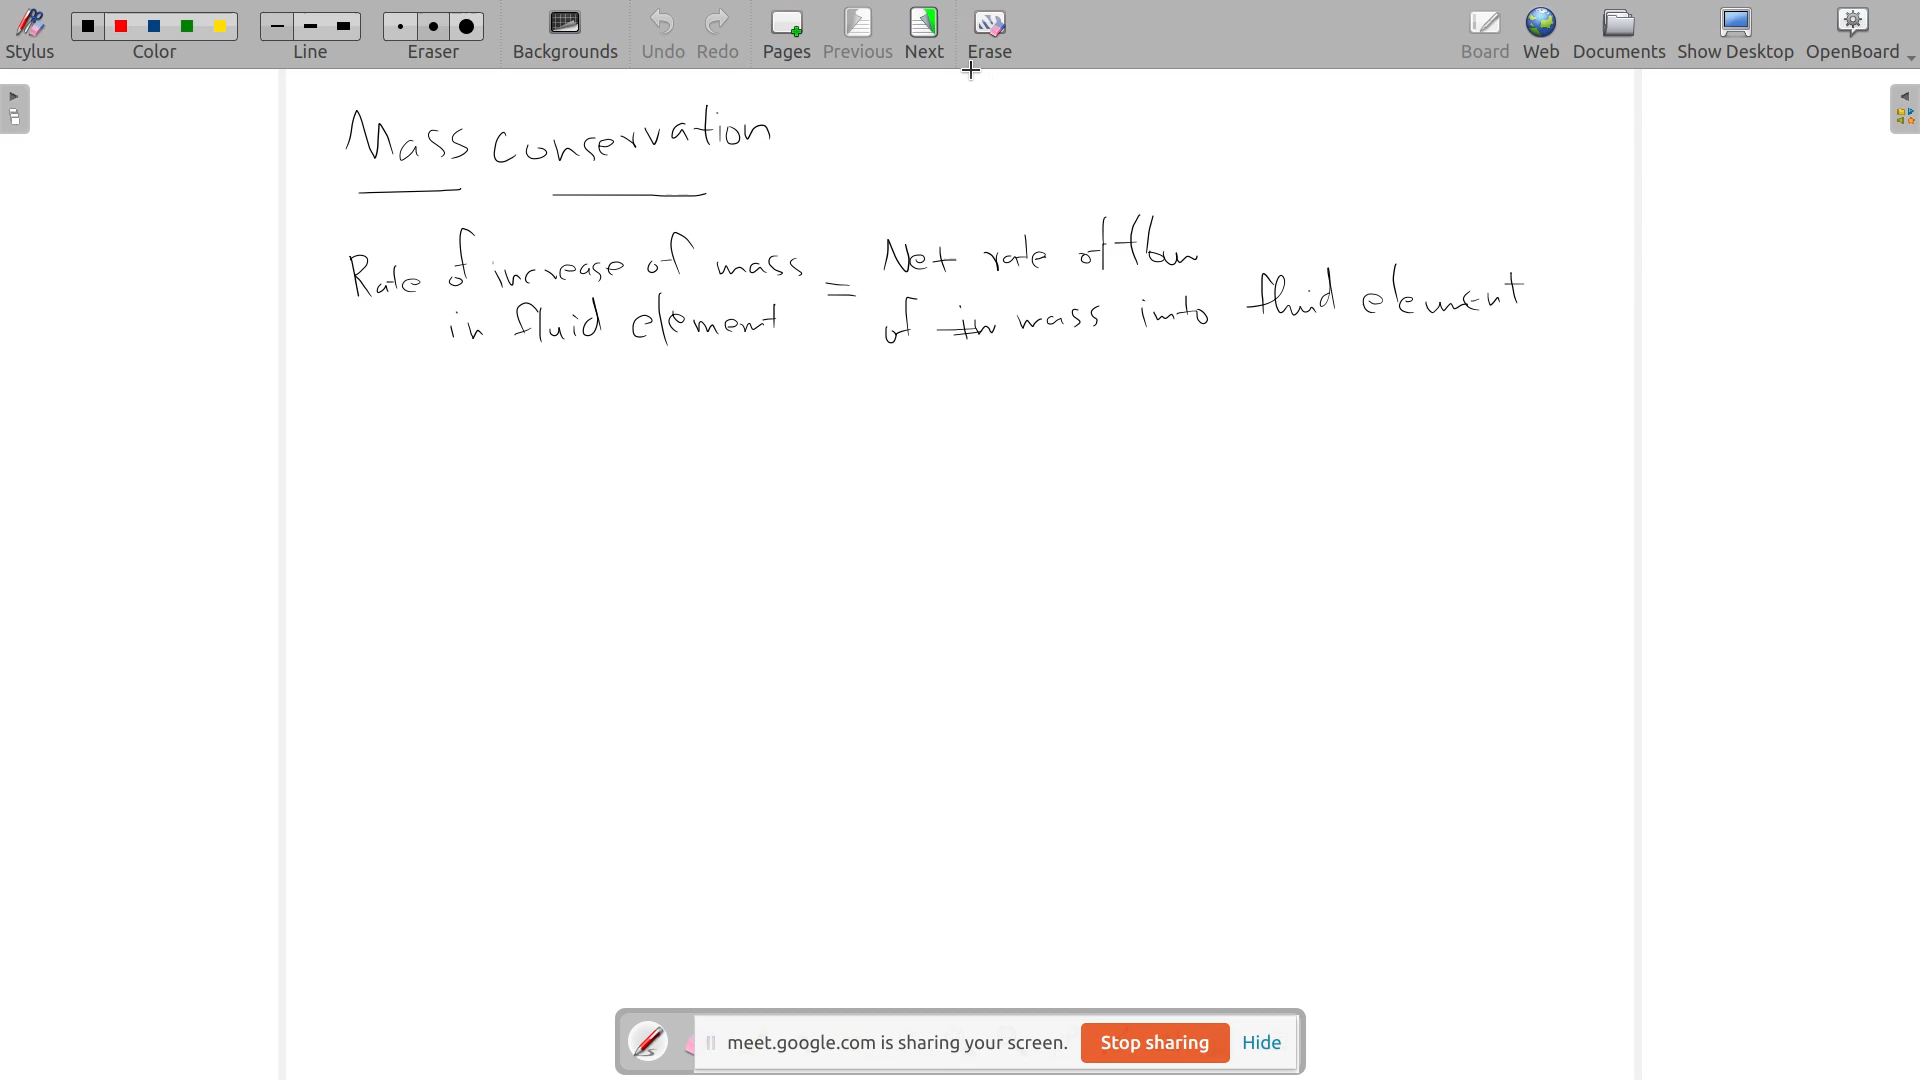 Stylus Color Line Eraser Backgrounds Undo Redo Pages Previous Next Erase Board Web Documents Show Desktop OpenBoard
Mass Conservation
Rate of increase of mass in fluid element = Net rate of flow of in mass into fluid element
meet.google.com is sharing your screen. Stop sharing Hide